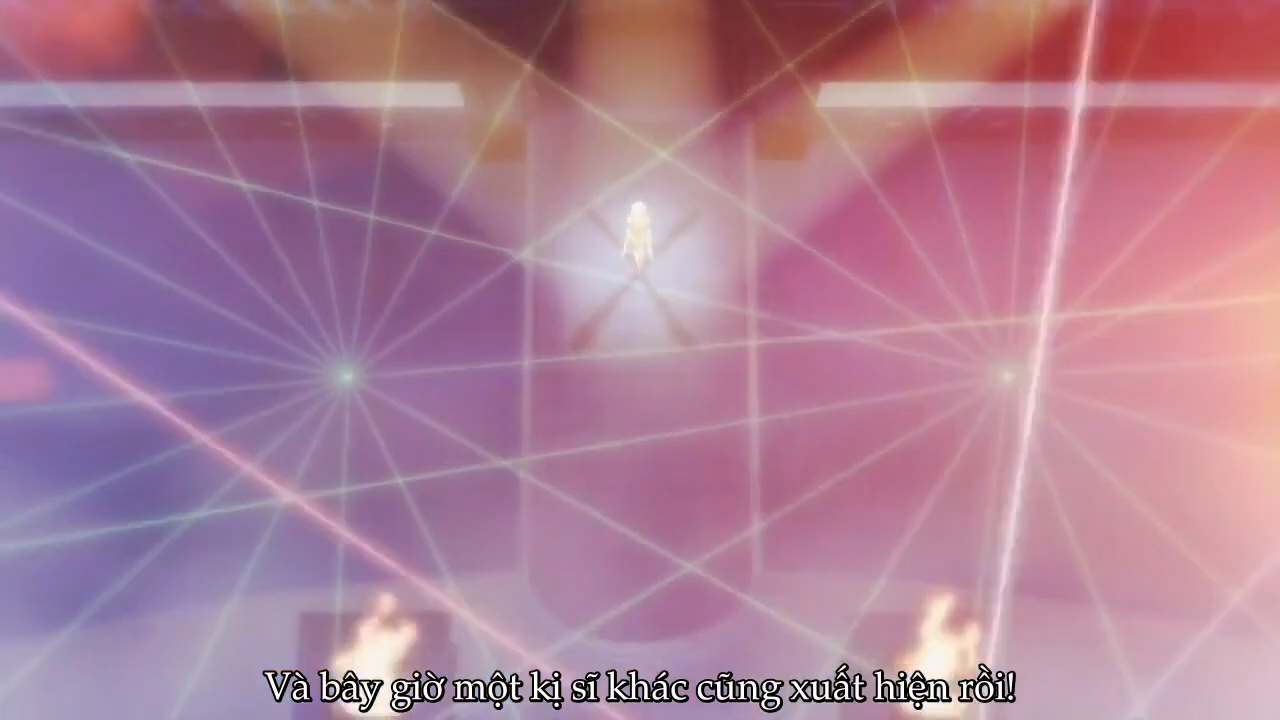 Và bây giờ một kị sĩ khác cũng xuất hiện rồi!